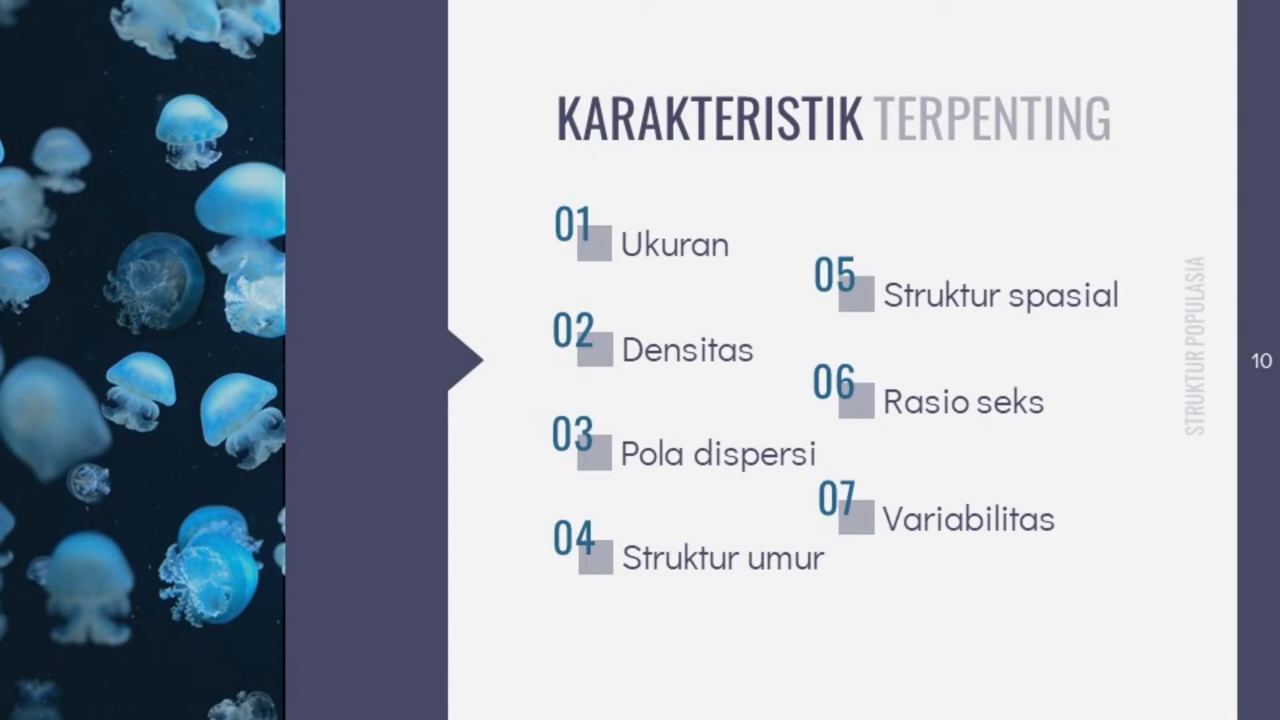 KARAKTERISTIK TERPENTING
01
Ukuran
02
Densitas
03
Pola dispersi
04
Struktur umur
05
Struktur spasial
06
Rasio seks
07
Variabilitas
STRUKTUR POPULASIA
10